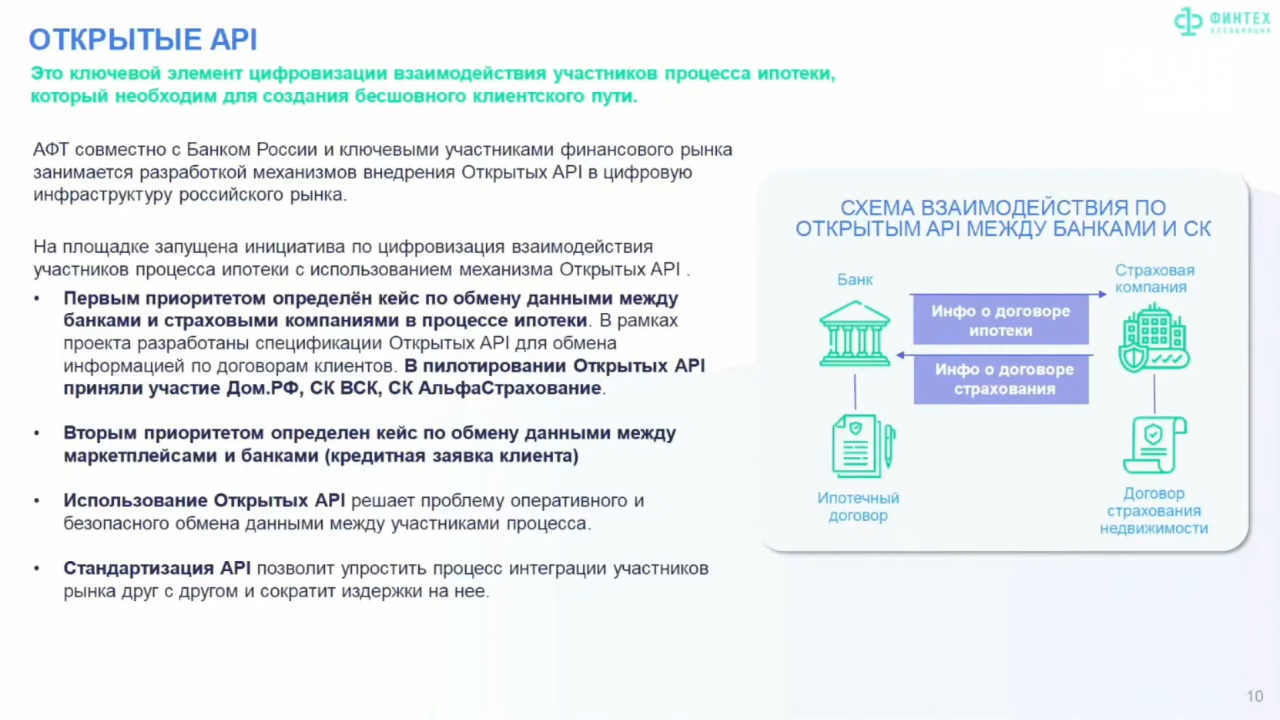 ОТКРЫТЫЕ API
Это ключевой элемент цифровизации взаимодействия участников процесса ипотеки,
который необходим для создания бесшовного клиентского пути.
ФИНТЕХ
АССОЦИАЦИЯ
PLUS
АФТ совместно с Банком России и ключевыми участниками финансового рынка
занимается разработкой механизмов внедрения Открытых API в цифровую
инфраструктуру российского рынка.
На площадке запущена инициатива по цифровизация взаимодействия
участников процесса ипотеки с использованием механизма Открытых API .
• Первым приоритетом определён кейс по обмену данными между
банками и страховыми компаниями в процессе ипотеки. В рамках
проекта разработаны спецификации Открытых API для обмена
информацией по договорам клиентов. В пилотировании Открытых API
приняли участие Дом.РФ, СК ВСК, СК АльфаСтрахование.
• Вторым приоритетом определен кейс по обмену данными между
маркетплейсами и банками (кредитная заявка клиента)
• Использование Открытых API решает проблему оперативного и
безопасного обмена данными между участниками процесса.
• Стандартизация API позволит упростить процесс интеграции участников
рынка друг с другом и сократит издержки на нее.
СХЕМА ВЗАИМОДЕЙСТВИЯ ПО
ОТКРЫТЫМ API МЕЖДУ БАНКАМИ И СК
Банк
Страховая
компания
Инфо о договоре
ипотеки
Инфо о договоре
страхования
Ипотечный
договор
Договор
страхования
недвижимости
10